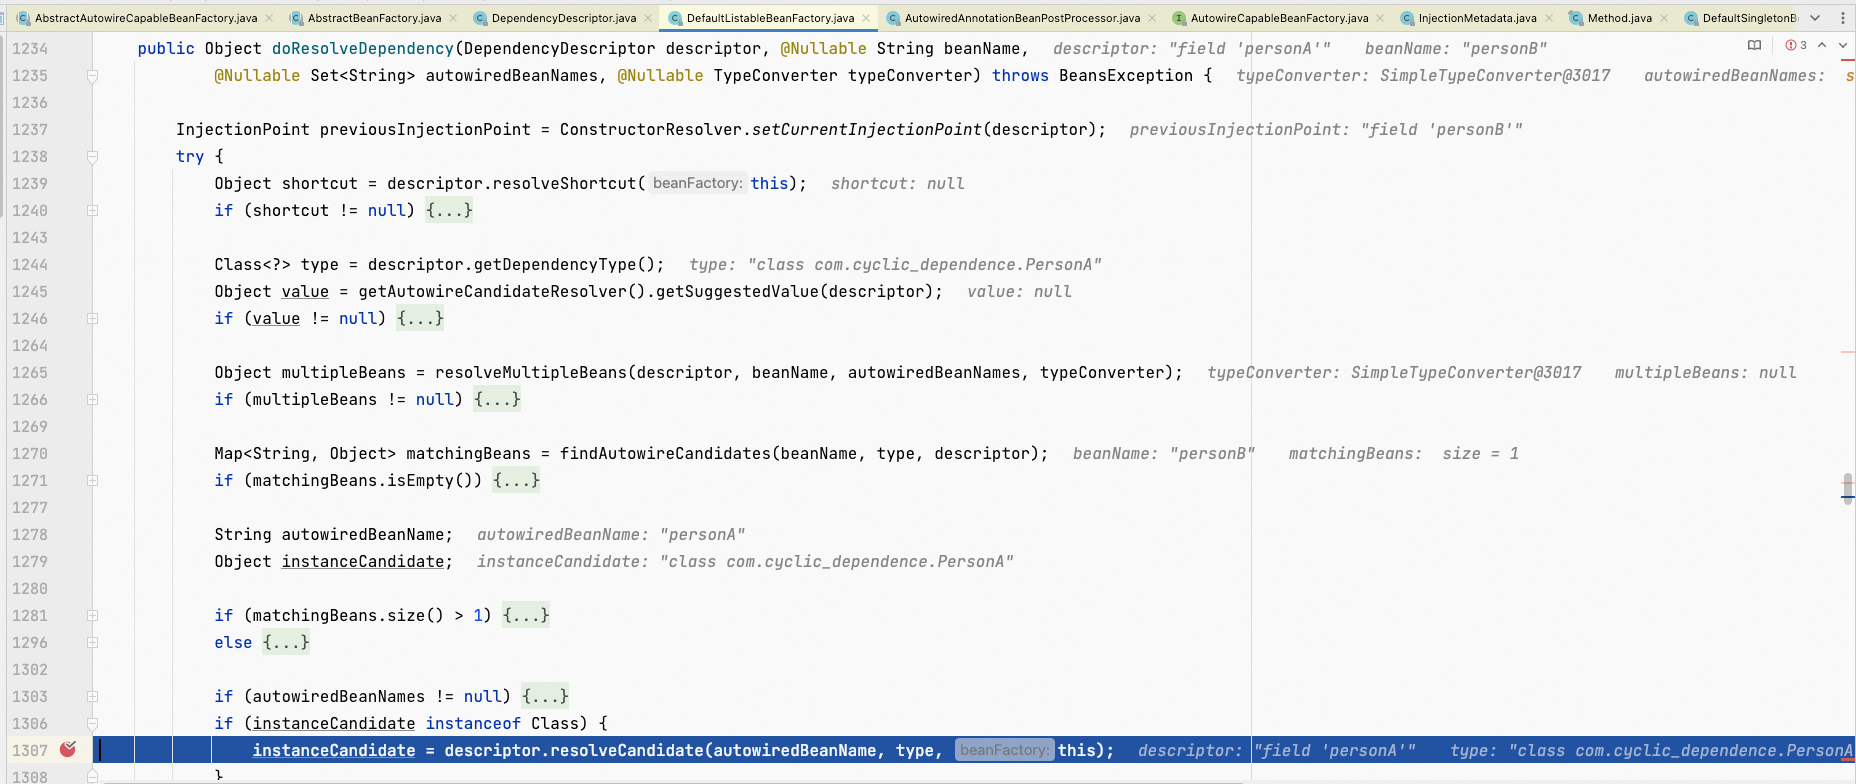 AbstractAutowireCapableBeanFactory.java AbstractBeanFactory.java DependencyDescriptor.java DefaultListableBeanFactory.java AutowiredAnnotationBeanPostProcessor.java AutowireCapableBeanFactory.java InjectionMetadata.java Method.java DefaultSingletonB
1234 public Object doResolveDependency(DependencyDescriptor descriptor, @Nullable String beanName, descriptor: "field 'personA'" beanName: "personB" 3
1235 @Nullable Set<String> autowiredBeanNames, @Nullable TypeConverter typeConverter) throws BeansException { typeConverter: SimpleTypeConverter@3017 autowiredBeanNames: s
1236
1237 InjectionPoint previousInjectionPoint = ConstructorResolver.setCurrentInjectionPoint(descriptor); previousInjectionPoint: "field 'personB'"
1238 try {
1239 Object shortcut = descriptor.resolveShortcut( beanFactory: this); shortcut: null
1240 if (shortcut != null) {...}
1243
1244 Class<?> type = descriptor.getDependencyType(); type: "class com.cyclic_dependence.PersonA"
1245 Object value = getAutowireCandidateResolver().getSuggestedValue(descriptor); value: null
1246 if (value != null) {...}
1264
1265 Object multipleBeans = resolveMultipleBeans(descriptor, beanName, autowiredBeanNames, typeConverter); typeConverter: SimpleTypeConverter@3017 multipleBeans: null
1266 if (multipleBeans != null) {...}
1269
1270 Map<String, Object> matchingBeans = findAutowireCandidates(beanName, type, descriptor); beanName: "personB" matchingBeans: size = 1
1271 if (matchingBeans.isEmpty()) {...}
1277
1278 String autowiredBeanName; autowiredBeanName: "personA"
1279 Object instanceCandidate; instanceCandidate: "class com.cyclic_dependence.PersonA"
1280
1281 if (matchingBeans.size() > 1) {...}
1296 else {...}
1302
1303 if (autowiredBeanNames != null) {...}
1306 if (instanceCandidate instanceof Class) {
1307 instanceCandidate = descriptor.resolveCandidate(autowiredBeanName, type, beanFactory: this); descriptor: "field 'personA'" type: "class com.cyclic_dependence.PersonA
1308 }